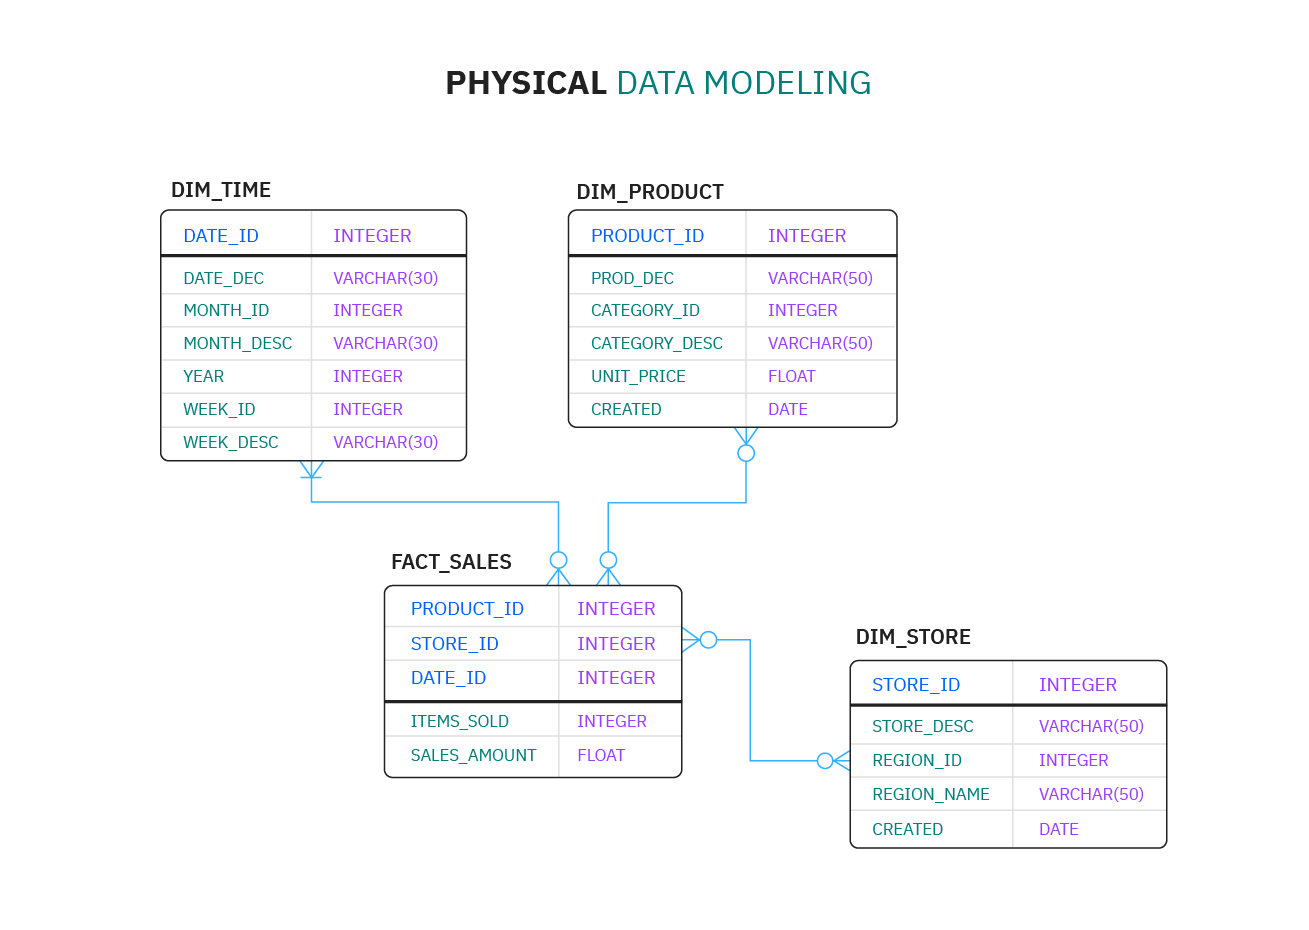 PHYSICAL DATA MODELING
DIM_TIME
DATE_ID INTEGER
DATE_DEC VARCHAR(30)
MONTH_ID INTEGER
MONTH_DESC VARCHAR(30)
YEAR INTEGER
WEEK_ID INTEGER
WEEK_DESC VARCHAR(30)
DIM_PRODUCT
PRODUCT_ID INTEGER
PROD_DEC VARCHAR(50)
CATEGORY_ID INTEGER
CATEGORY_DESC VARCHAR(50)
UNIT_PRICE FLOAT
CREATED DATE
FACT_SALES
PRODUCT_ID INTEGER
STORE_ID INTEGER
DATE_ID INTEGER
ITEMS_SOLD INTEGER
SALES_AMOUNT FLOAT
DIM_STORE
STORE_ID INTEGER
STORE_DESC VARCHAR(50)
REGION_ID INTEGER
REGION_NAME VARCHAR(50)
CREATED DATE